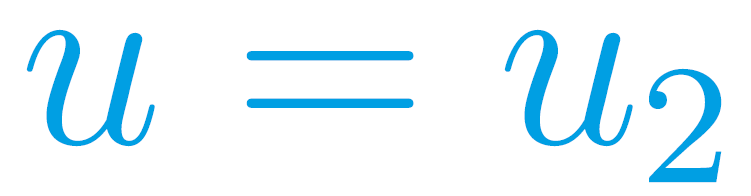 u = u₂